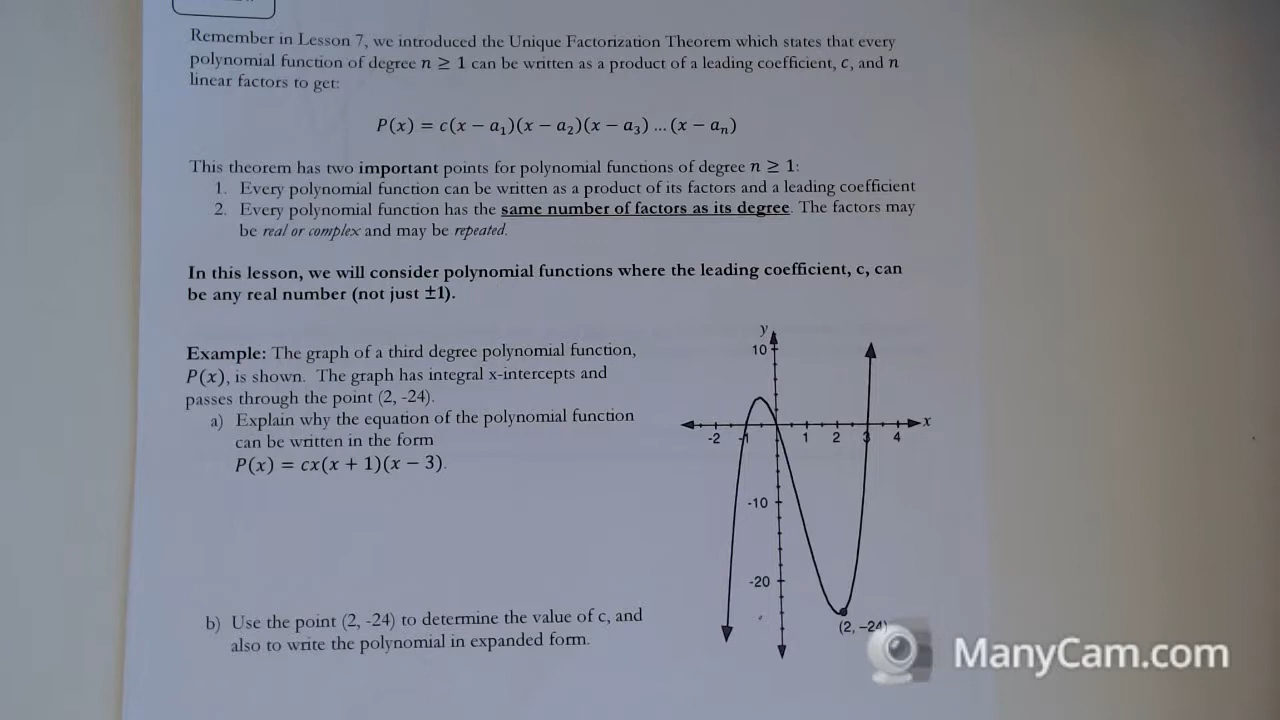 Remember in Lesson 7, we introduced the Unique Factorization Theorem which states that every
polynomial function of degree n ≥ 1 can be written as a product of a leading coefficient, c, and n
linear factors to get:
P(x) = c(x − a₁)(x − a₂)(x − a₃) … (x − aₙ)
This theorem has two important points for polynomial functions of degree n ≥ 1:
1. Every polynomial function can be written as a product of its factors and a leading coefficient
2. Every polynomial function has the same number of factors as its degree. The factors may
be real or complex and may be repeated.
In this lesson, we will consider polynomial functions where the leading coefficient, c, can
be any real number (not just ±1).
Example: The graph of a third degree polynomial function,
P(x), is shown. The graph has integral x-intercepts and
passes through the point (2, -24).
a) Explain why the equation of the polynomial function
can be written in the form
P(x) = cx(x + 1)(x − 3).
b) Use the point (2, -24) to determine the value of c, and
also to write the polynomial in expanded form.
y
10
x
-2 -1 1 2 3 4
-10
-20
(2, −24)
ManyCam.com